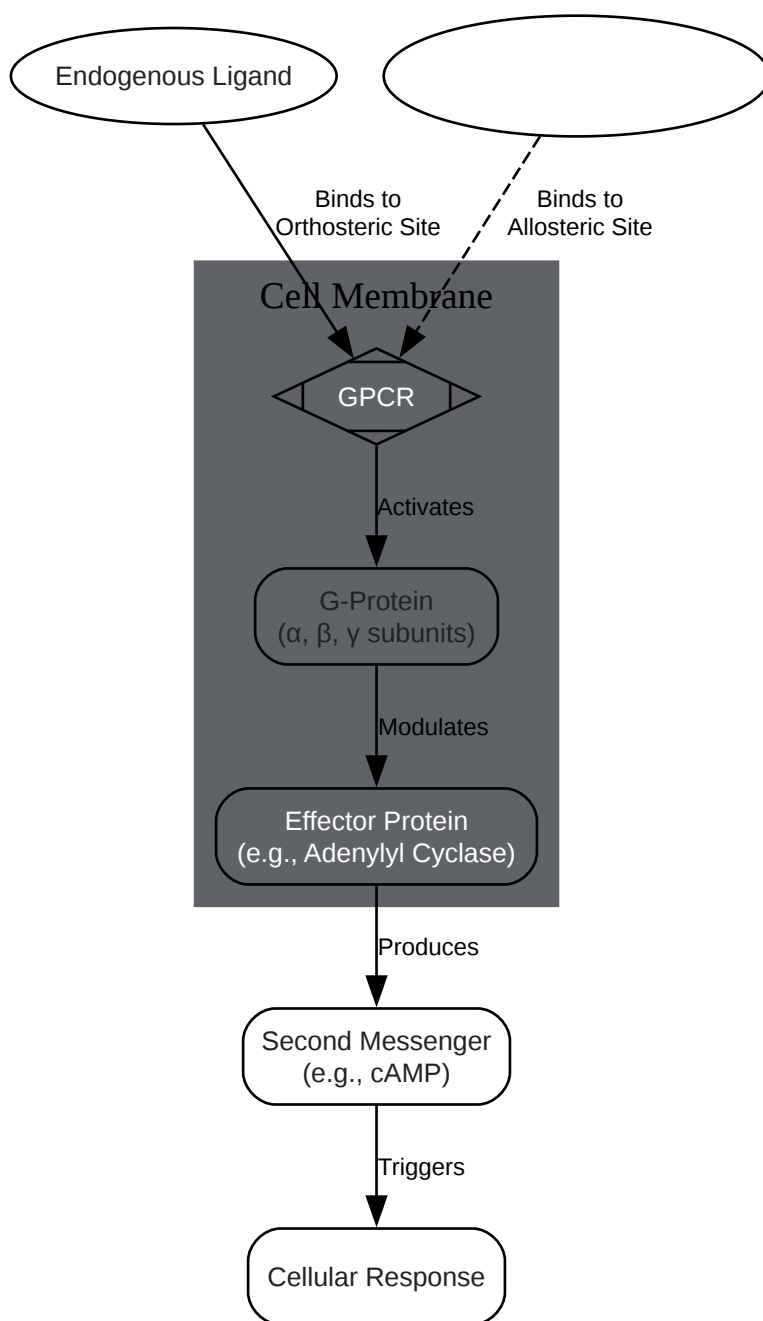 Endogenous Ligand
Binds to
Orthosteric Site
Binds to
Allosteric Site
Cell Membrane
GPCR
Activates
G-Protein
(α, β, γ subunits)
Modulates
Effector Protein
(e.g., Adenylyl Cyclase)
Produces
Second Messenger
(e.g., cAMP)
Triggers
Cellular Response